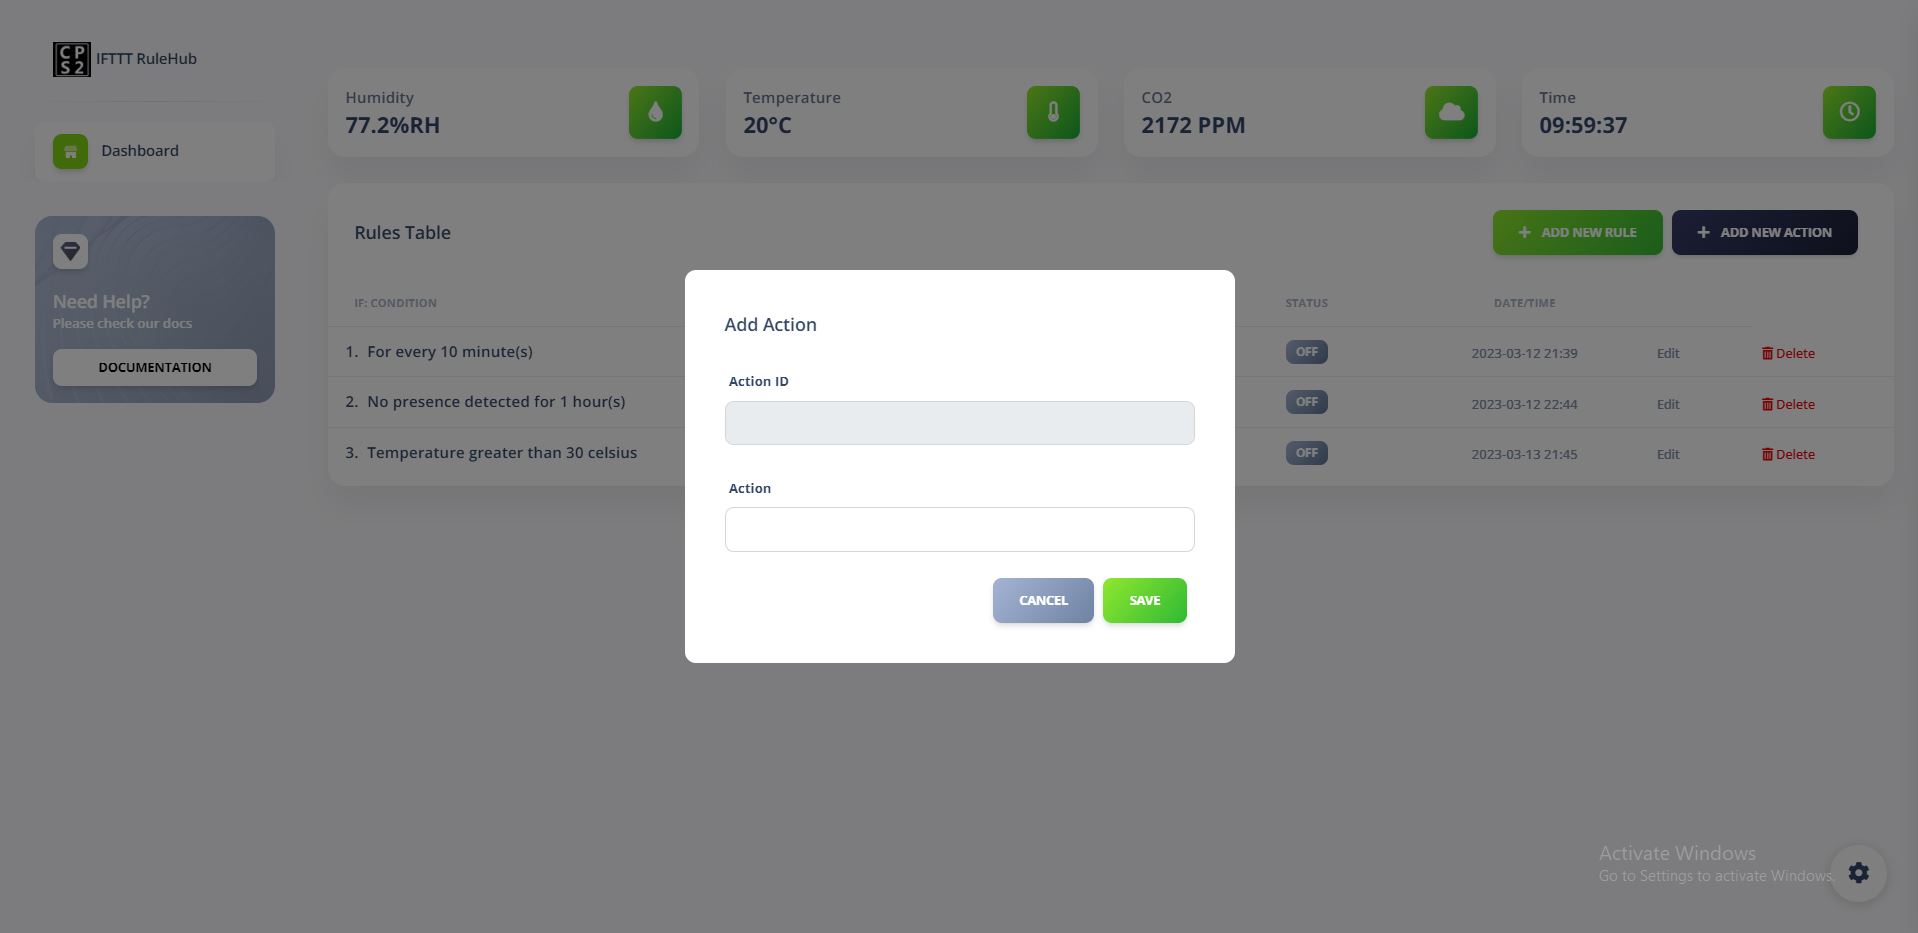 CPS2 IFTTT RuleHub
Dashboard
Need Help?
Please check our docs
DOCUMENTATION
Humidity
77.2%RH
Temperature
20°C
CO2
2172 PPM
Time
09:59:37
Rules Table
ADD NEW RULE
ADD NEW ACTION
IF: CONDITION STATUS DATE/TIME
1. For every 10 minute(s) OFF 2023-03-12 21:39 Edit Delete
2. No presence detected for 1 hour(s) OFF 2023-03-12 22:44 Edit Delete
3. Temperature greater than 30 celsius OFF 2023-03-13 21:45 Edit Delete
Add Action
Action ID
Action
CANCEL SAVE
Activate Windows
Go to Settings to activate Windows.